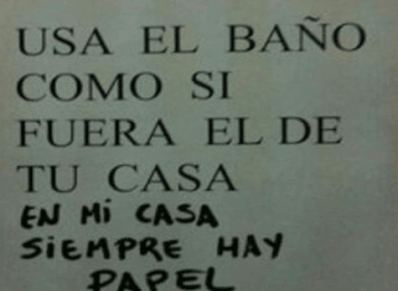 USA EL BAÑO
COMO SI
FUERA EL DE
TU CASA
EN Mi CASA
SiEMPRE HAY
PAPEL